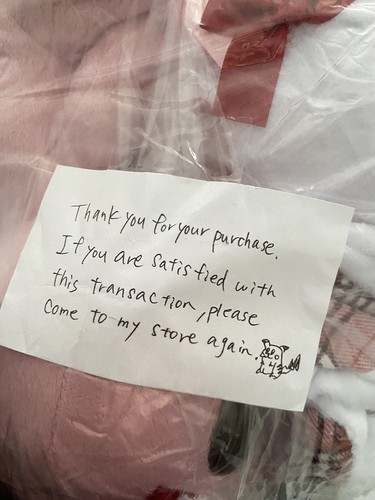 Thank you for your purchase.
If you are satisfied with
this transaction, please
come to my store again.